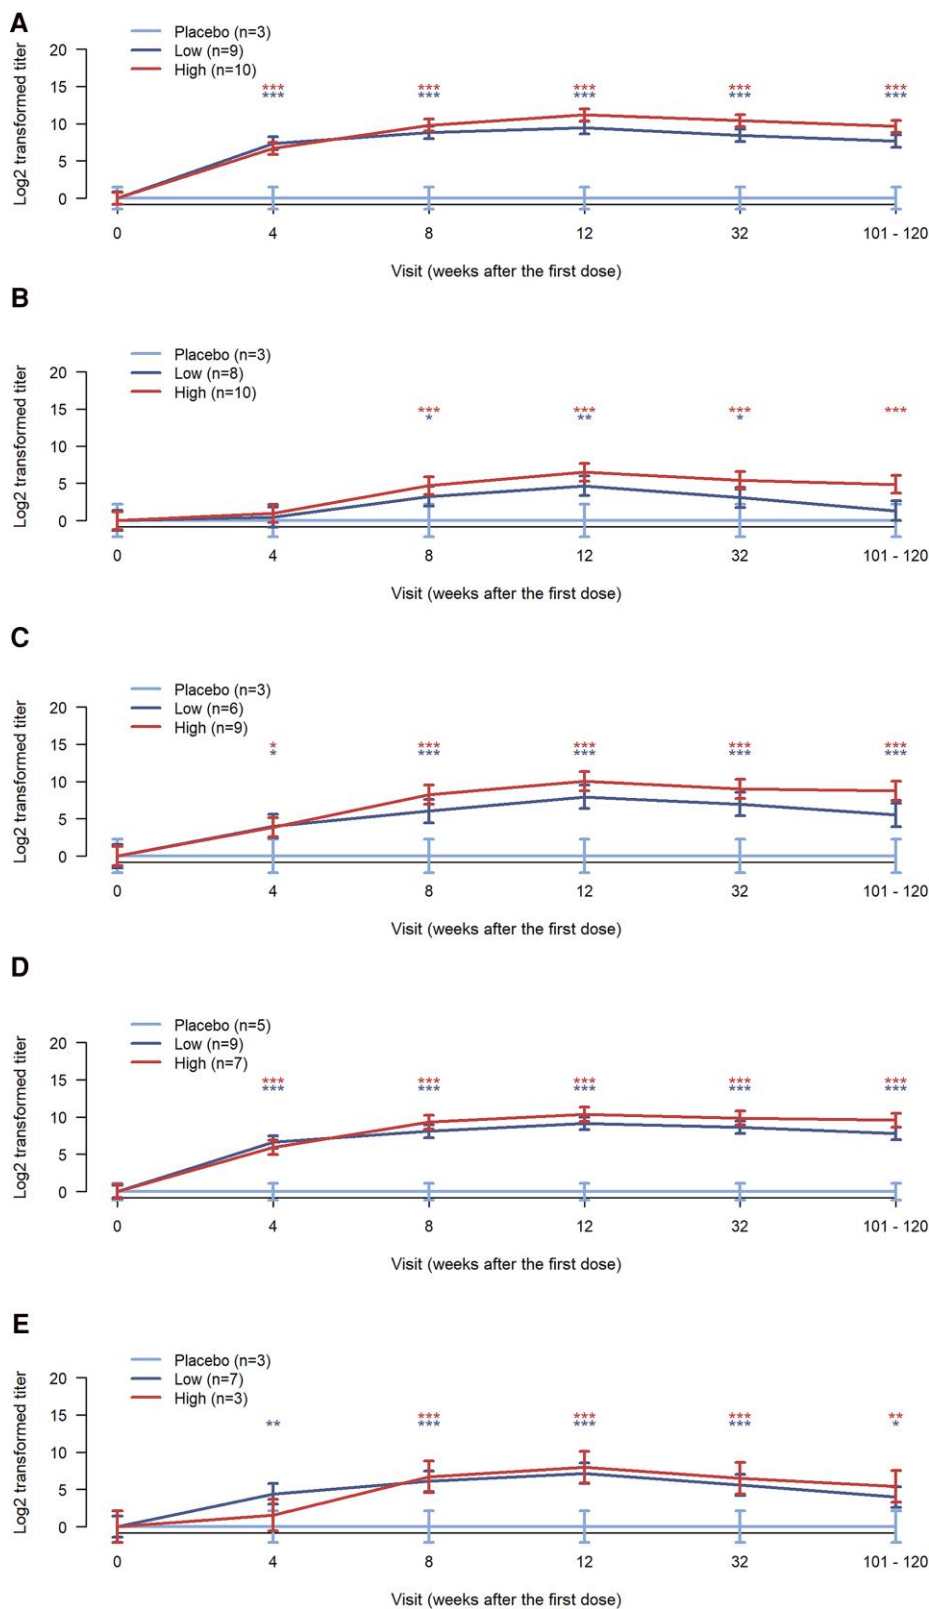 A
Placebo (n=3)
Low (n=9)
High (n=10)
Log2 transformed titer
20
15
10
5
0
***
***
***
***
***
***
***
***
***
***
0 4 8 12 32 101 - 120
Visit (weeks after the first dose)
B
Placebo (n=3)
Low (n=8)
High (n=10)
Log2 transformed titer
20
15
10
5
0
***
*
***
**
***
*
***
0 4 8 12 32 101 - 120
Visit (weeks after the first dose)
C
Placebo (n=3)
Low (n=6)
High (n=9)
Log2 transformed titer
20
15
10
5
0
*
*
***
***
***
***
***
***
***
***
0 4 8 12 32 101 - 120
Visit (weeks after the first dose)
D
Placebo (n=5)
Low (n=9)
High (n=7)
Log2 transformed titer
20
15
10
5
0
***
***
***
***
***
***
***
***
***
***
0 4 8 12 32 101 - 120
Visit (weeks after the first dose)
E
Placebo (n=3)
Low (n=7)
High (n=3)
Log2 transformed titer
20
15
10
5
0
**
***
***
***
***
***
***
**
*
0 4 8 12 32 101 - 120
Visit (weeks after the first dose)